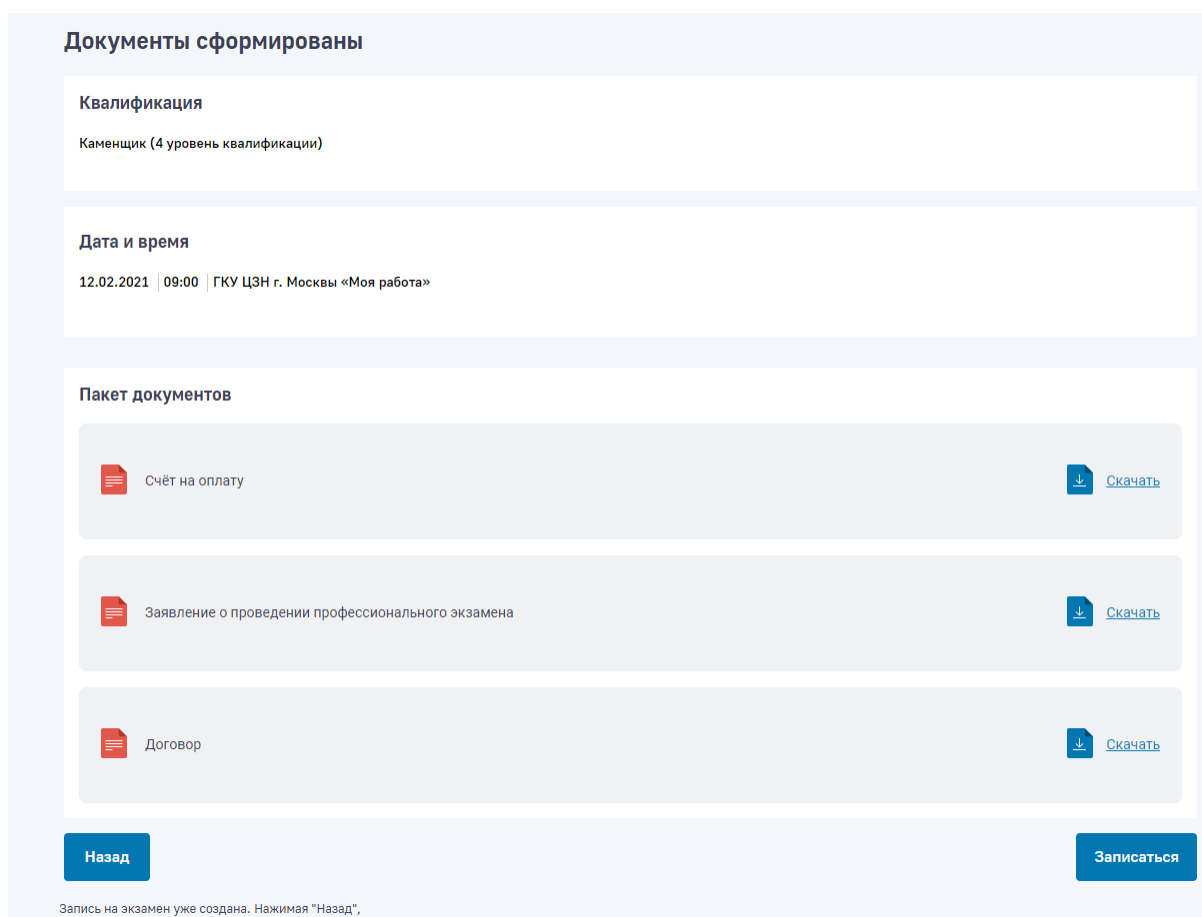 Документы сформированы
Квалификация
Каменщик (4 уровень квалификации)
Дата и время
12.02.2021 09:00 ГКУ ЦЗН г. Москвы «Моя работа»
Пакет документов
Счёт на оплату Скачать
Заявление о проведении профессионального экзамена Скачать
Договор Скачать
Назад Записаться
Запись на экзамен уже создана. Нажимая "Назад",